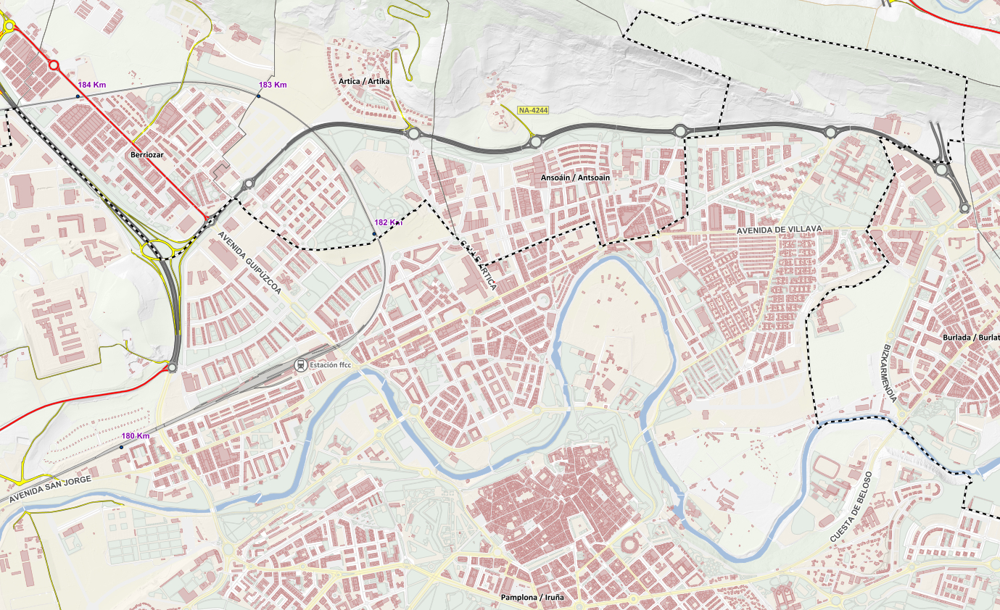 184 Km
183 Km
Artica / Artika
NA-4244
Berriozar
Ansoáin / Antsoain
182 Km
AVENIDA GUIPÚZCOA
CALLE ARTICA
AVENIDA DE VILLAVA
Burlada / Burlat
BIZKARMENDIA
Estación ffcc
180 Km
AVENIDA SAN JORGE
CUESTA DE BELOSO
Pamplona / Iruña